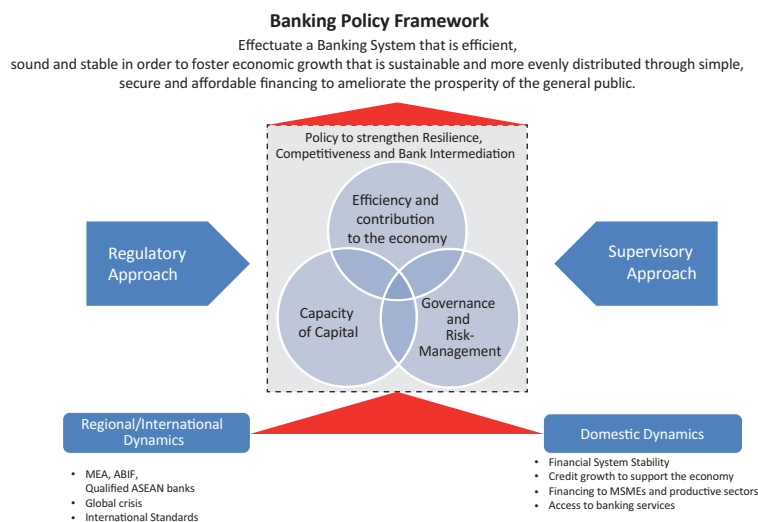 Banking Policy Framework
Effectuate a Banking System that is efficient,
sound and stable in order to foster economic growth that is sustainable and more evenly distributed through simple,
secure and affordable financing to ameliorate the prosperity of the general public.
Policy to strengthen Resilience,
Competitiveness and Bank Intermediation
Efficiency and
contribution
to the economy
Regulatory
Approach
Supervisory
Approach
Capacity
of Capital
Governance
and
Risk-
Management
Regional/International
Dynamics
• MEA, ABIF,
Qualified ASEAN banks
• Global crisis
• International Standards
Domestic Dynamics
• Financial System Stability
• Credit growth to support the economy
• Financing to MSMEs and productive sectors
• Access to banking services